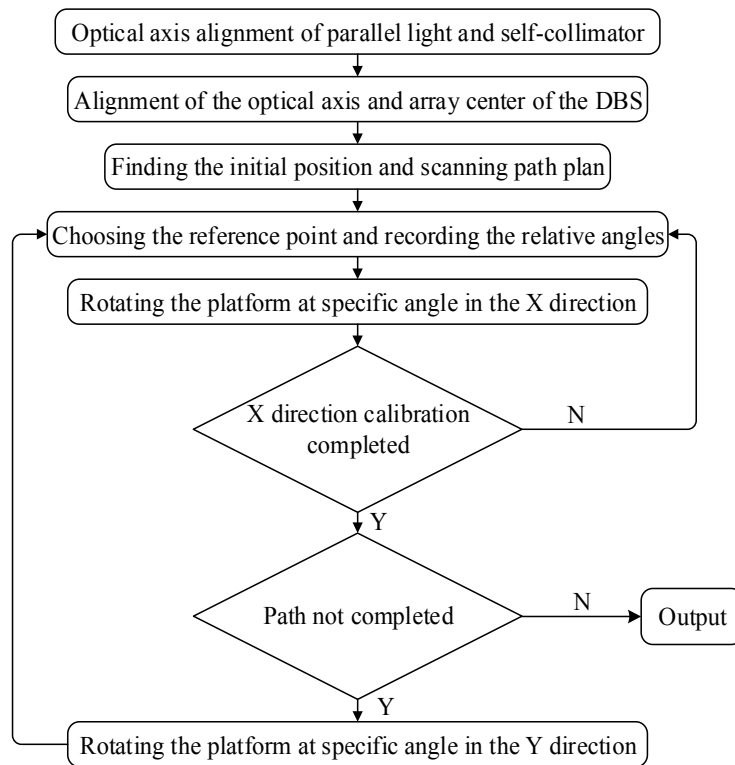 Optical axis alignment of parallel light and self-collimator
Alignment of the optical axis and array center of the DBS
Finding the initial position and scanning path plan
Choosing the reference point and recording the relative angles
Rotating the platform at specific angle in the X direction
X direction calibration
completed
N
Y
Path not completed
N
Output
Y
Rotating the platform at specific angle in the Y direction